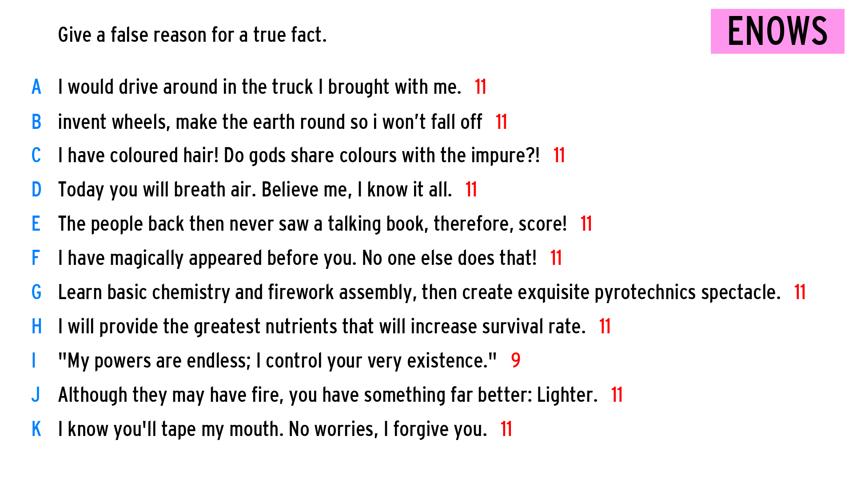 Give a false reason for a true fact.
ENOWS
A I would drive around in the truck I brought with me. 11
B invent wheels, make the earth round so i won't fall off 11
C I have coloured hair! Do gods share colours with the impure?! 11
D Today you will breath air. Believe me, I know it all. 11
E The people back then never saw a talking book, therefore, score! 11
F I have magically appeared before you. No one else does that! 11
G Learn basic chemistry and firework assembly, then create exquisite pyrotechnics spectacle. 11
H I will provide the greatest nutrients that will increase survival rate. 11
I "My powers are endless; I control your very existence." 9
J Although they may have fire, you have something far better: Lighter. 11
K I know you'll tape my mouth. No worries, I forgive you. 11